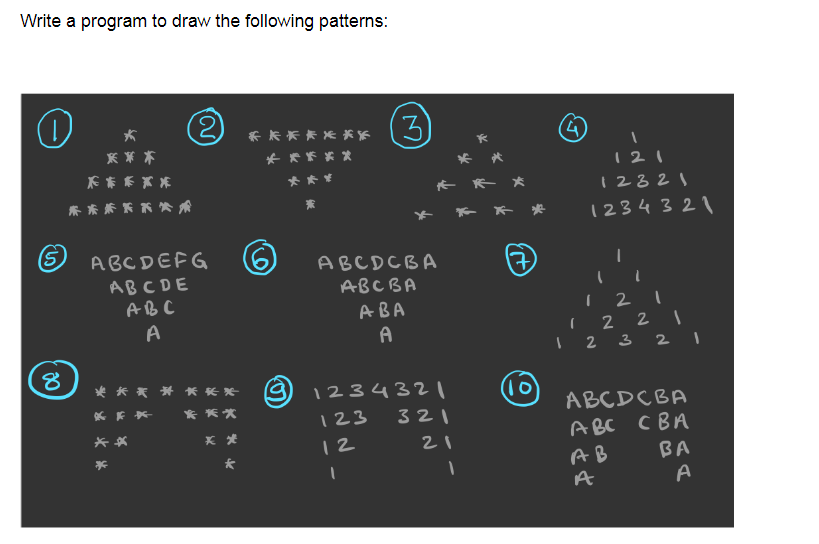 Write a program to draw the following patterns:
1
*
* * *
* * * * *
* * * * * * *
2
* * * * * * *
* * * * *
* * *
*
3
*
* *
* * *
* * * *
4
1
1 2 1
1 2 3 2 1
1 2 3 4 3 2 1
5
A B C D E F G
A B C D E
A B C
A
6
A B C D C B A
A B C B A
A B A
A
7
1
1 1
1 2 1
1 2 2 1
1 2 3 2 1
8
* * * * * * *
* * * * * *
* * * *
* *
9
1 2 3 4 3 2 1
1 2 3 3 2 1
1 2 2 1
1 1
10
A B C D C B A
A B C C B A
A B B A
A A